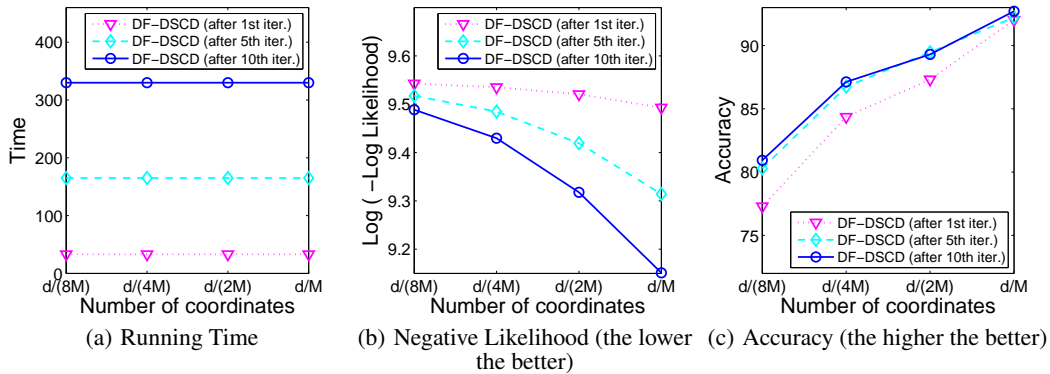 DF−DSCD (after 1st iter.)
DF−DSCD (after 5th iter.)
DF−DSCD (after 10th iter.)
400
300
200
100
0
Time
d/(8M) d/(4M) d/(2M) d/M
Number of coordinates
(a) Running Time
DF−DSCD (after 1st iter.)
DF−DSCD (after 5th iter.)
DF−DSCD (after 10th iter.)
9.6
9.5
9.4
9.3
9.2
Log ( −Log Likelihood)
d/(8M) d/(4M) d/(2M) d/M
Number of coordinates
(b) Negative Likelihood (the lower
the better)
90
85
80
75
Accuracy
DF−DSCD (after 1st iter.)
DF−DSCD (after 5th iter.)
DF−DSCD (after 10th iter.)
d/(8M) d/(4M) d/(2M) d/M
Number of coordinates
(c) Accuracy (the higher the better)